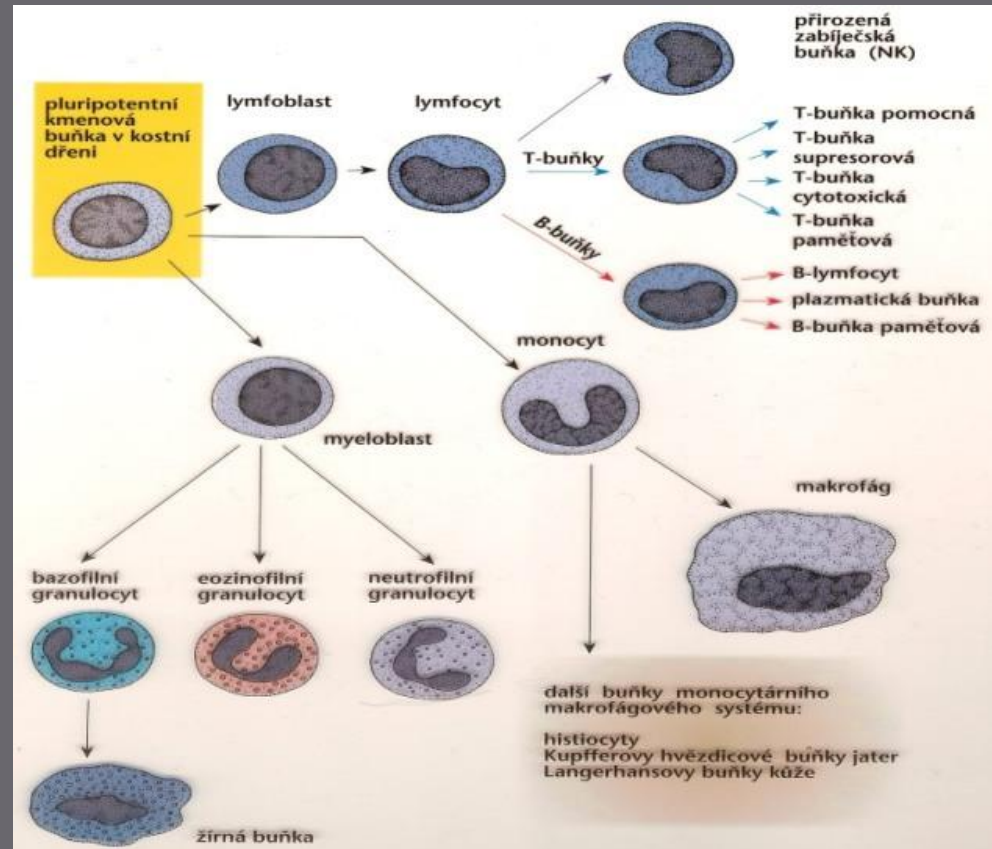 přirozená
zabíječská
buňka (NK)
pluripotentní
kmenová
buňka v kostní
dřeni
lymfoblast
lymfocyt
T-buňky
T-buňka pomocná
T-buňka
supresorová
T-buňka
cytotoxická
T-buňka
paměťová
B-buňky
B-lymfocyt
plazmatická buňka
B-buňka paměťová
monocyt
myeloblast
makrofág
bazofilní
granulocyt
eozinofilní
granulocyt
neutrofilní
granulocyt
další buňky monocytárního
makrofágového systému:
histiocyty
Kupfferovy hvězdicové buňky jater
Langerhansovy buňky kůže
žírná buňka